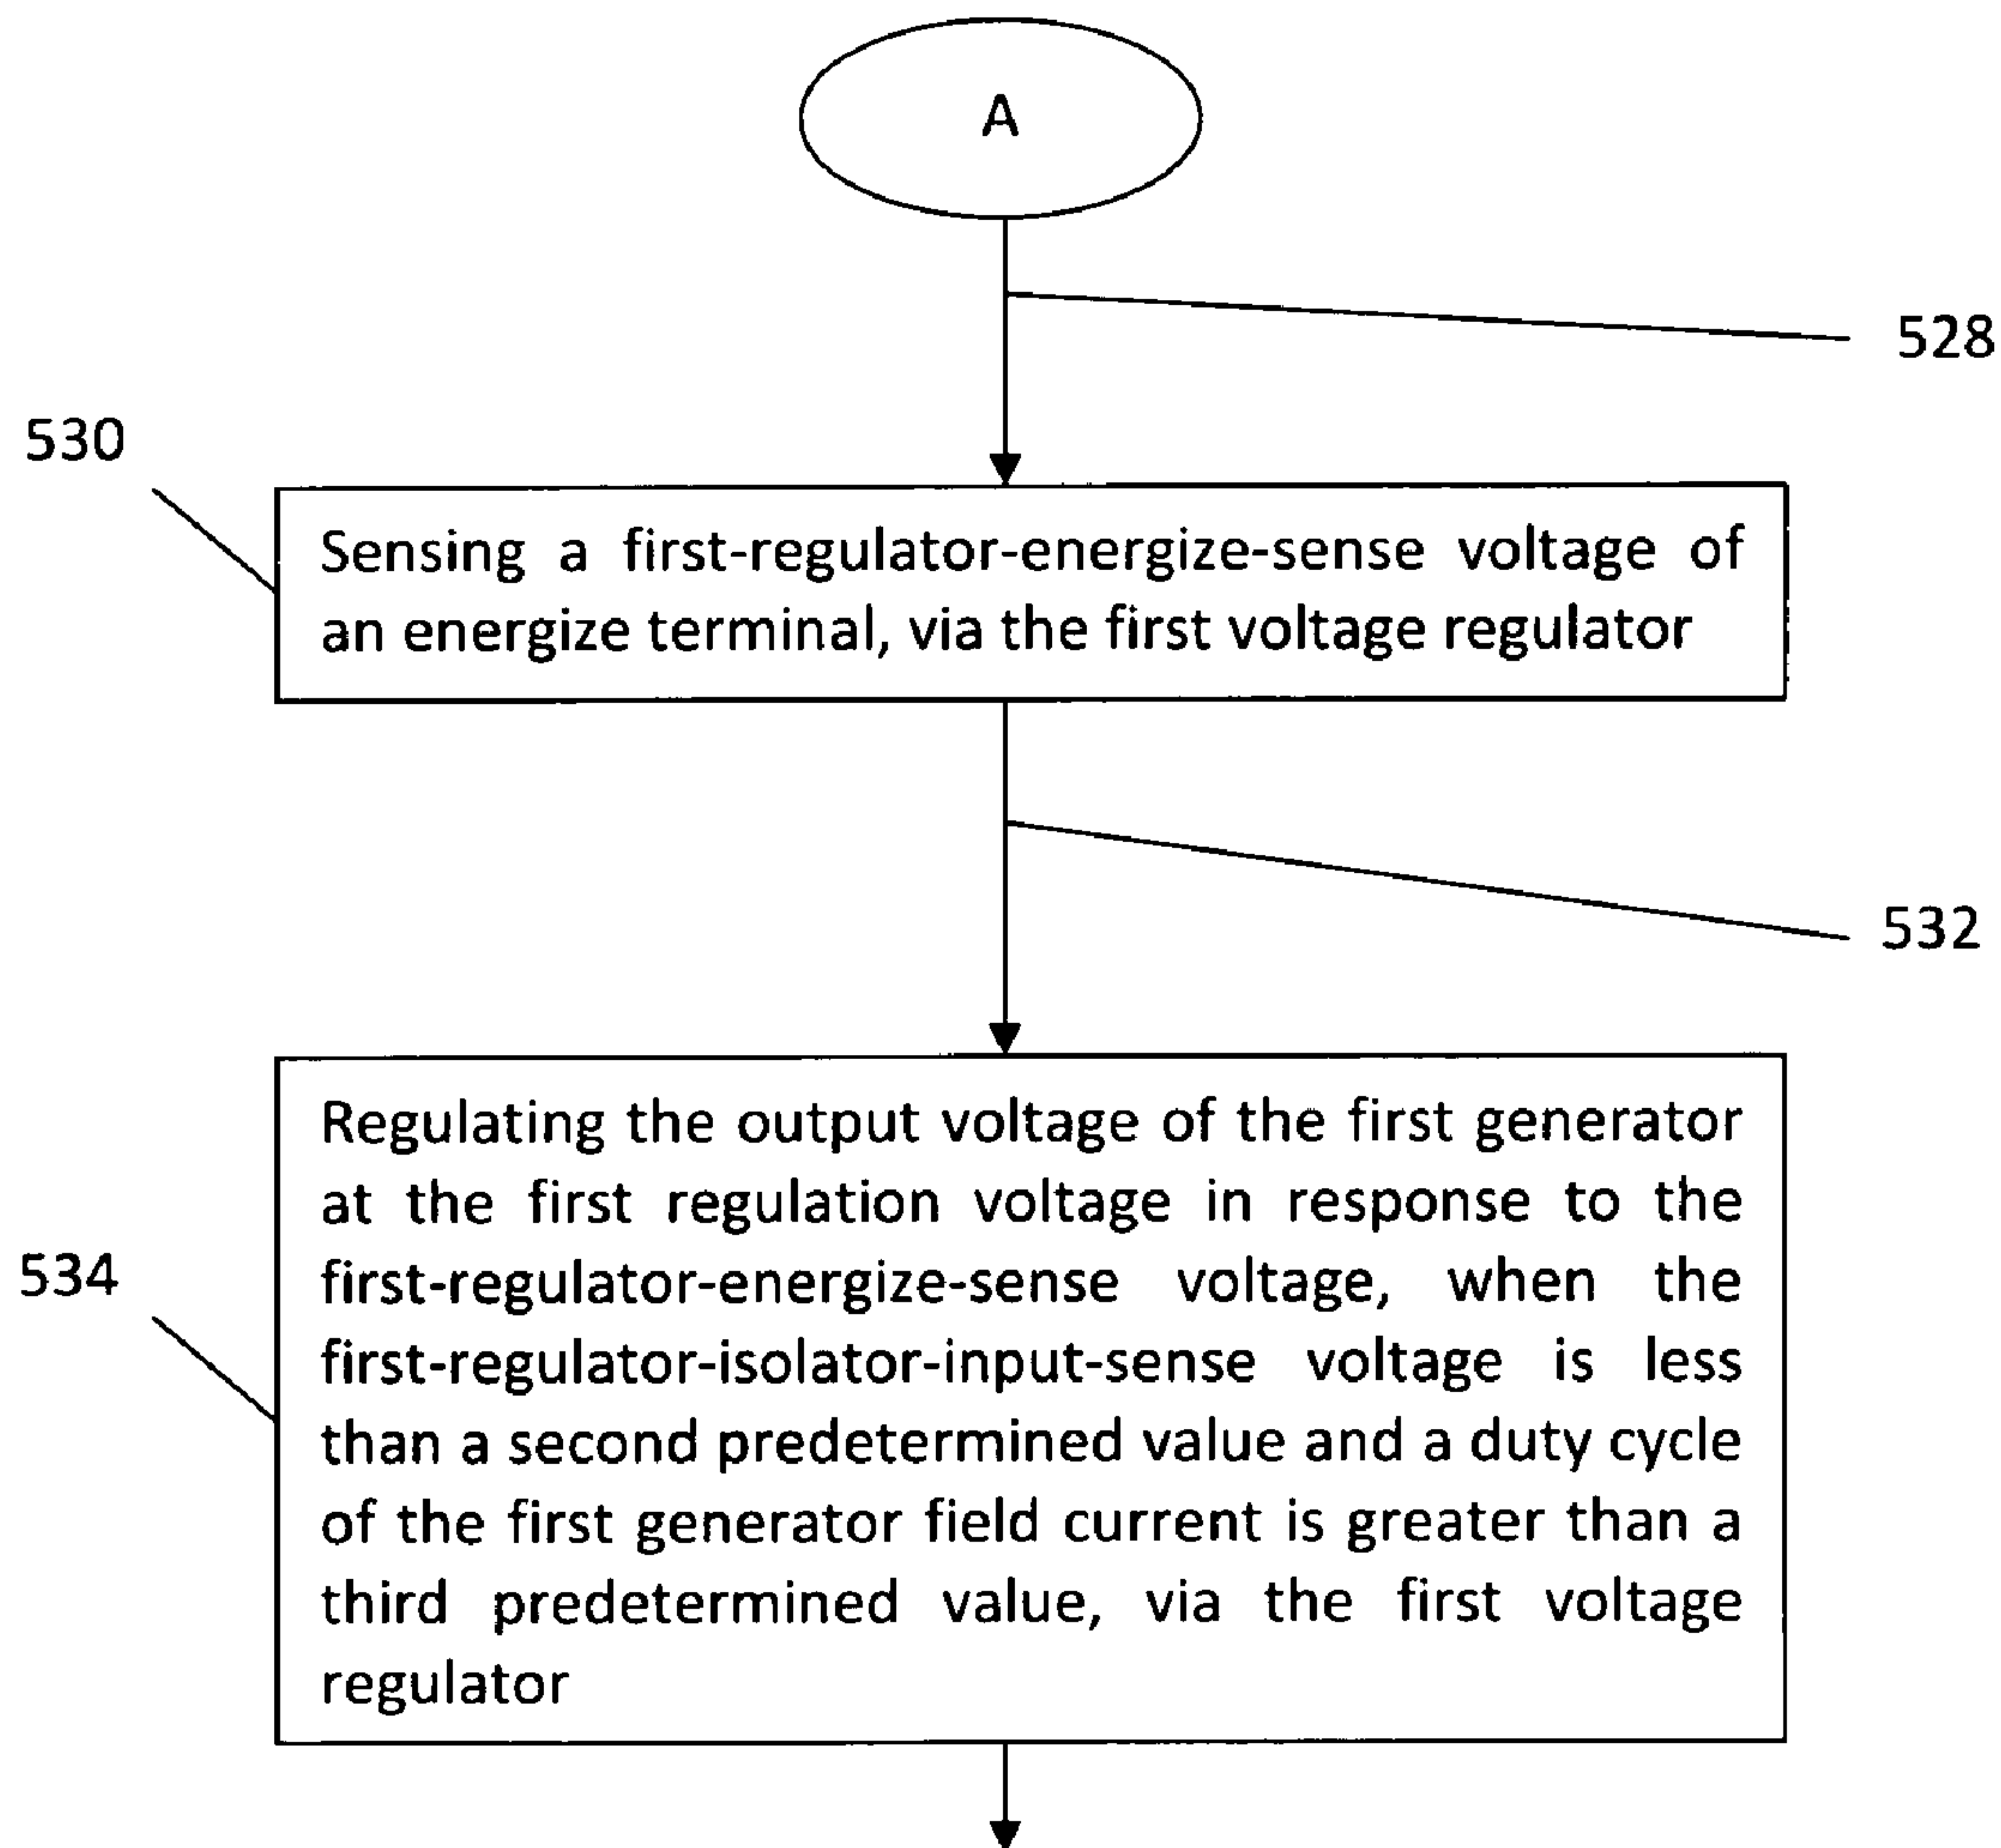 A
528
530
Sensing a first-regulator-energize-sense voltage of
an energize terminal, via the first voltage regulator
532
534
Regulating the output voltage of the first generator
at the first regulation voltage in response to the
first-regulator-energize-sense voltage, when the
first-regulator-isolator-input-sense voltage is less
than a second predetermined value and a duty cycle
of the first generator field current is greater than a
third predetermined value, via the first voltage
regulator